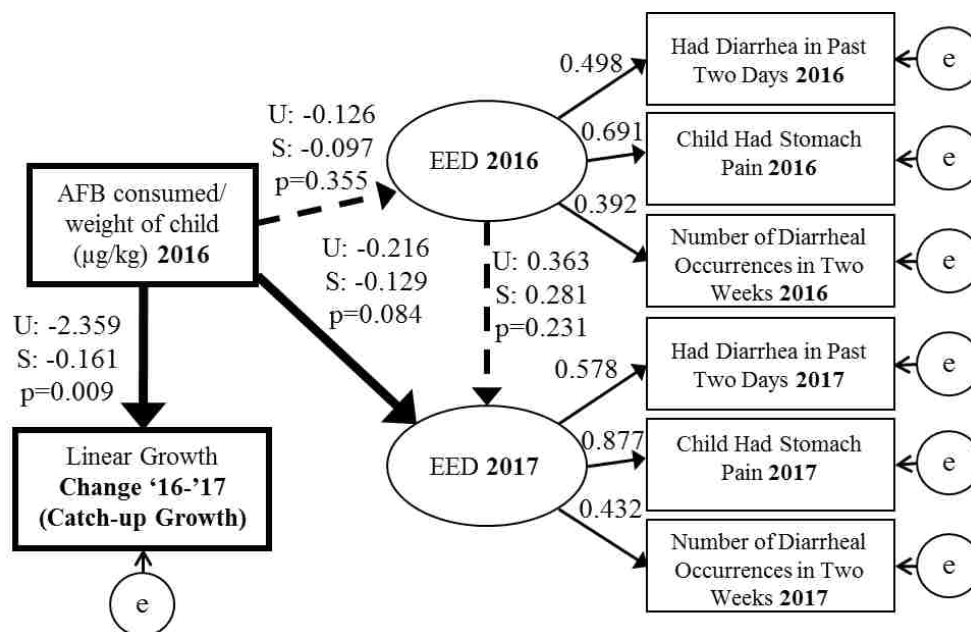 AFB consumed/
weight of child
(µg/kg) 2016
U: -0.126
S: -0.097
p=0.355
EED 2016
0.498
0.691
0.392
Had Diarrhea in Past
Two Days 2016
e
Child Had Stomach
Pain 2016
e
Number of Diarrheal
Occurrences in Two
Weeks 2016
e
U: -2.359
S: -0.161
p=0.009
U: -0.216
S: -0.129
p=0.084
U: 0.363
S: 0.281
p=0.231
Linear Growth
Change ‘16-’17
(Catch-up Growth)
e
EED 2017
0.578
0.877
0.432
Had Diarrhea in Past
Two Days 2017
e
Child Had Stomach
Pain 2017
e
Number of Diarrheal
Occurrences in Two
Weeks 2017
e